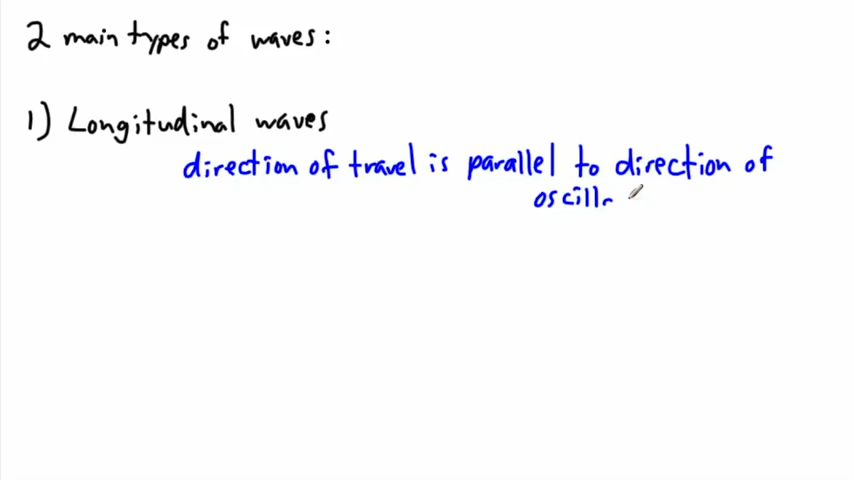 2 main types of waves:
1) Longitudinal waves
direction of travel is parallel to direction of